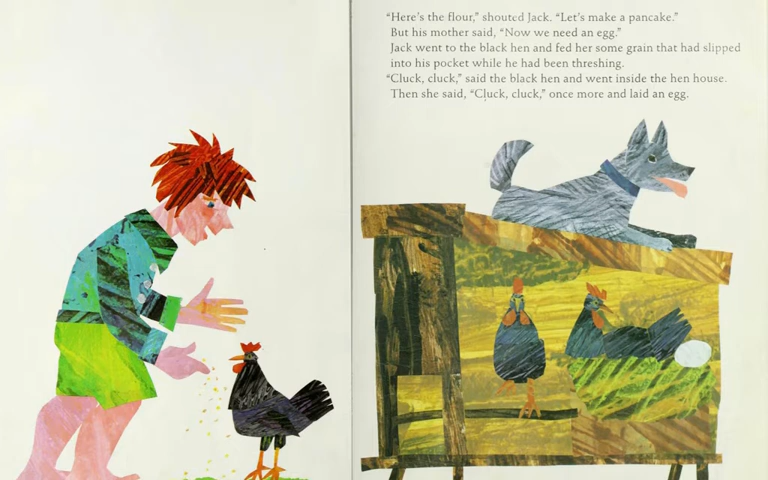 “Here’s the flour,” shouted Jack. “Let’s make a pancake.”
But his mother said, “Now we need an egg.”
Jack went to the black hen and fed her some grain that had slipped
into his pocket while he had been threshing.
“Cluck, cluck,” said the black hen and went inside the hen house.
Then she said, “Cluck, cluck,” once more and laid an egg.